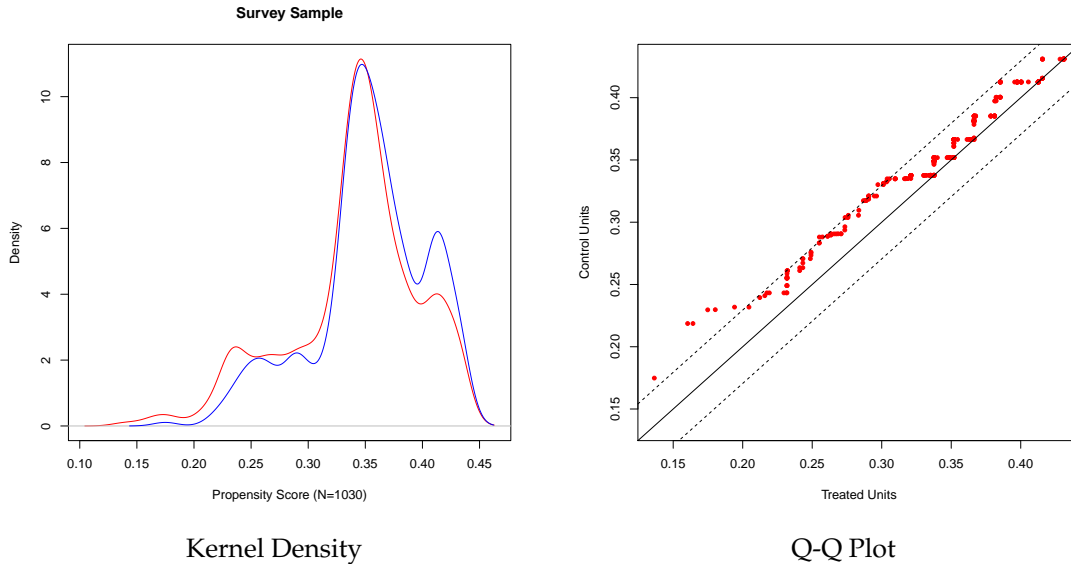 Survey Sample
Density
0
2
4
6
8
10
0.10 0.15 0.20 0.25 0.30 0.35 0.40 0.45
Propensity Score (N=1030)
Kernel Density
Control Units
0.15
0.20
0.25
0.30
0.35
0.40
0.15 0.20 0.25 0.30 0.35 0.40
Treated Units
Q-Q Plot